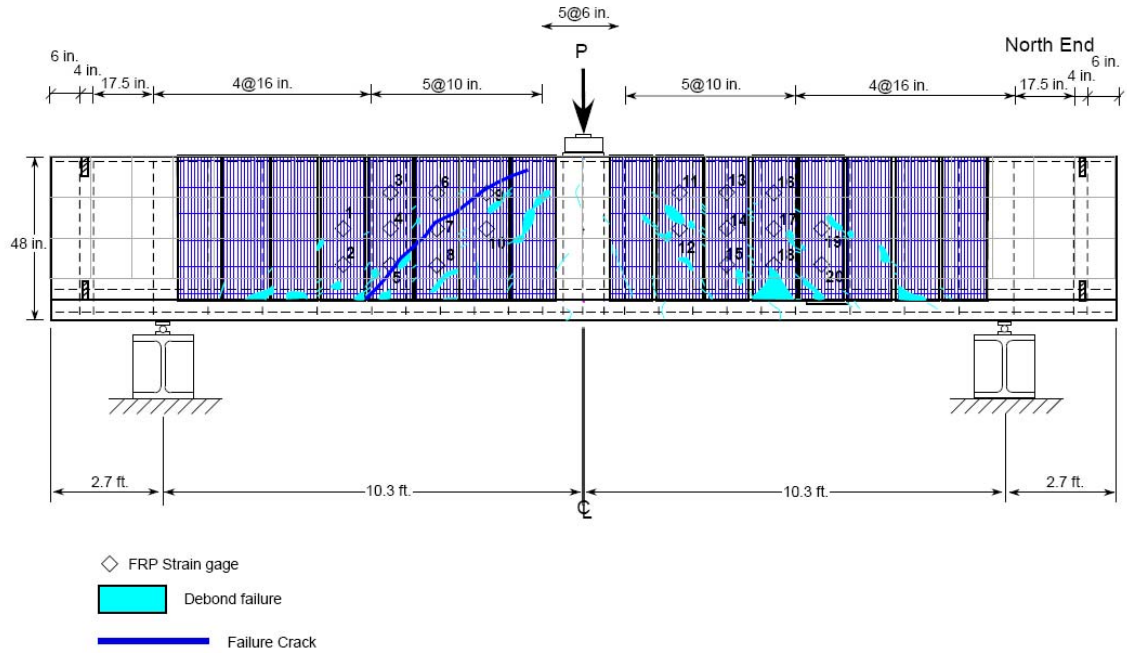 5@6 in.
P
North End
6 in.
4 in.
17.5 in.
4@16 in.
5@10 in.
5@10 in.
4@16 in.
17.5 in.
4 in.
6 in.
48 in.
3
6
9
11
13
16
1
4
7
10
12
14
17
19
2
5
8
15
18
20
2.7 ft.
10.3 ft.
10.3 ft.
2.7 ft.
CL
FRP Strain gage
Debond failure
Failure Crack